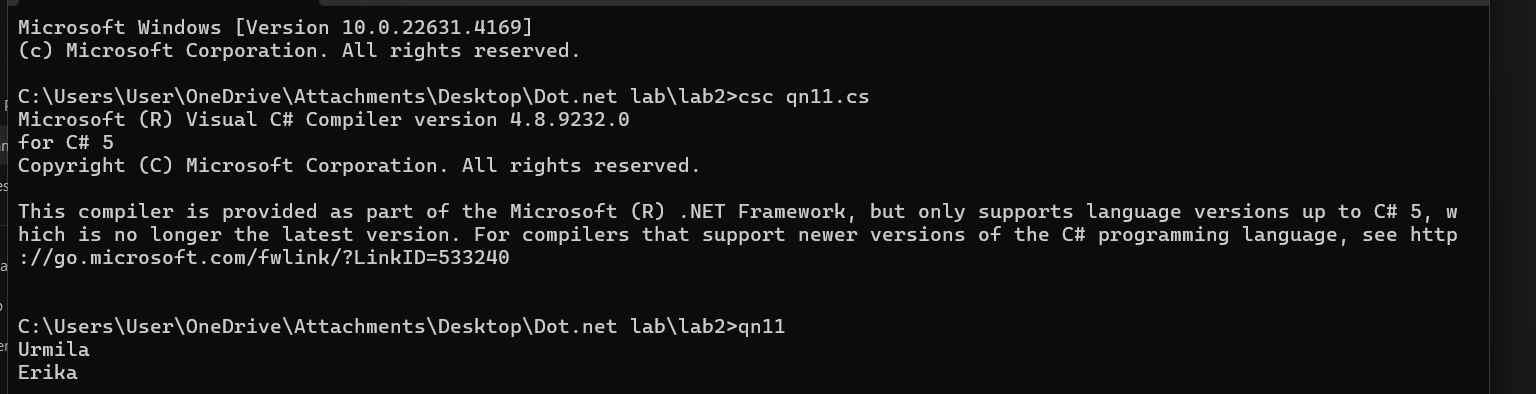 Microsoft Windows [Version 10.0.22631.4169]
(c) Microsoft Corporation. All rights reserved.
C:\Users\User\OneDrive\Attachments\Desktop\Dot.net lab\lab2>csc qn11.cs
Microsoft (R) Visual C# Compiler version 4.8.9232.0
for C# 5
Copyright (C) Microsoft Corporation. All rights reserved.
This compiler is provided as part of the Microsoft (R) .NET Framework, but only supports language versions up to C# 5, w
hich is no longer the latest version. For compilers that support newer versions of the C# programming language, see http
://go.microsoft.com/fwlink/?LinkID=533240
C:\Users\User\OneDrive\Attachments\Desktop\Dot.net lab\lab2>qn11
Urmila
Erika